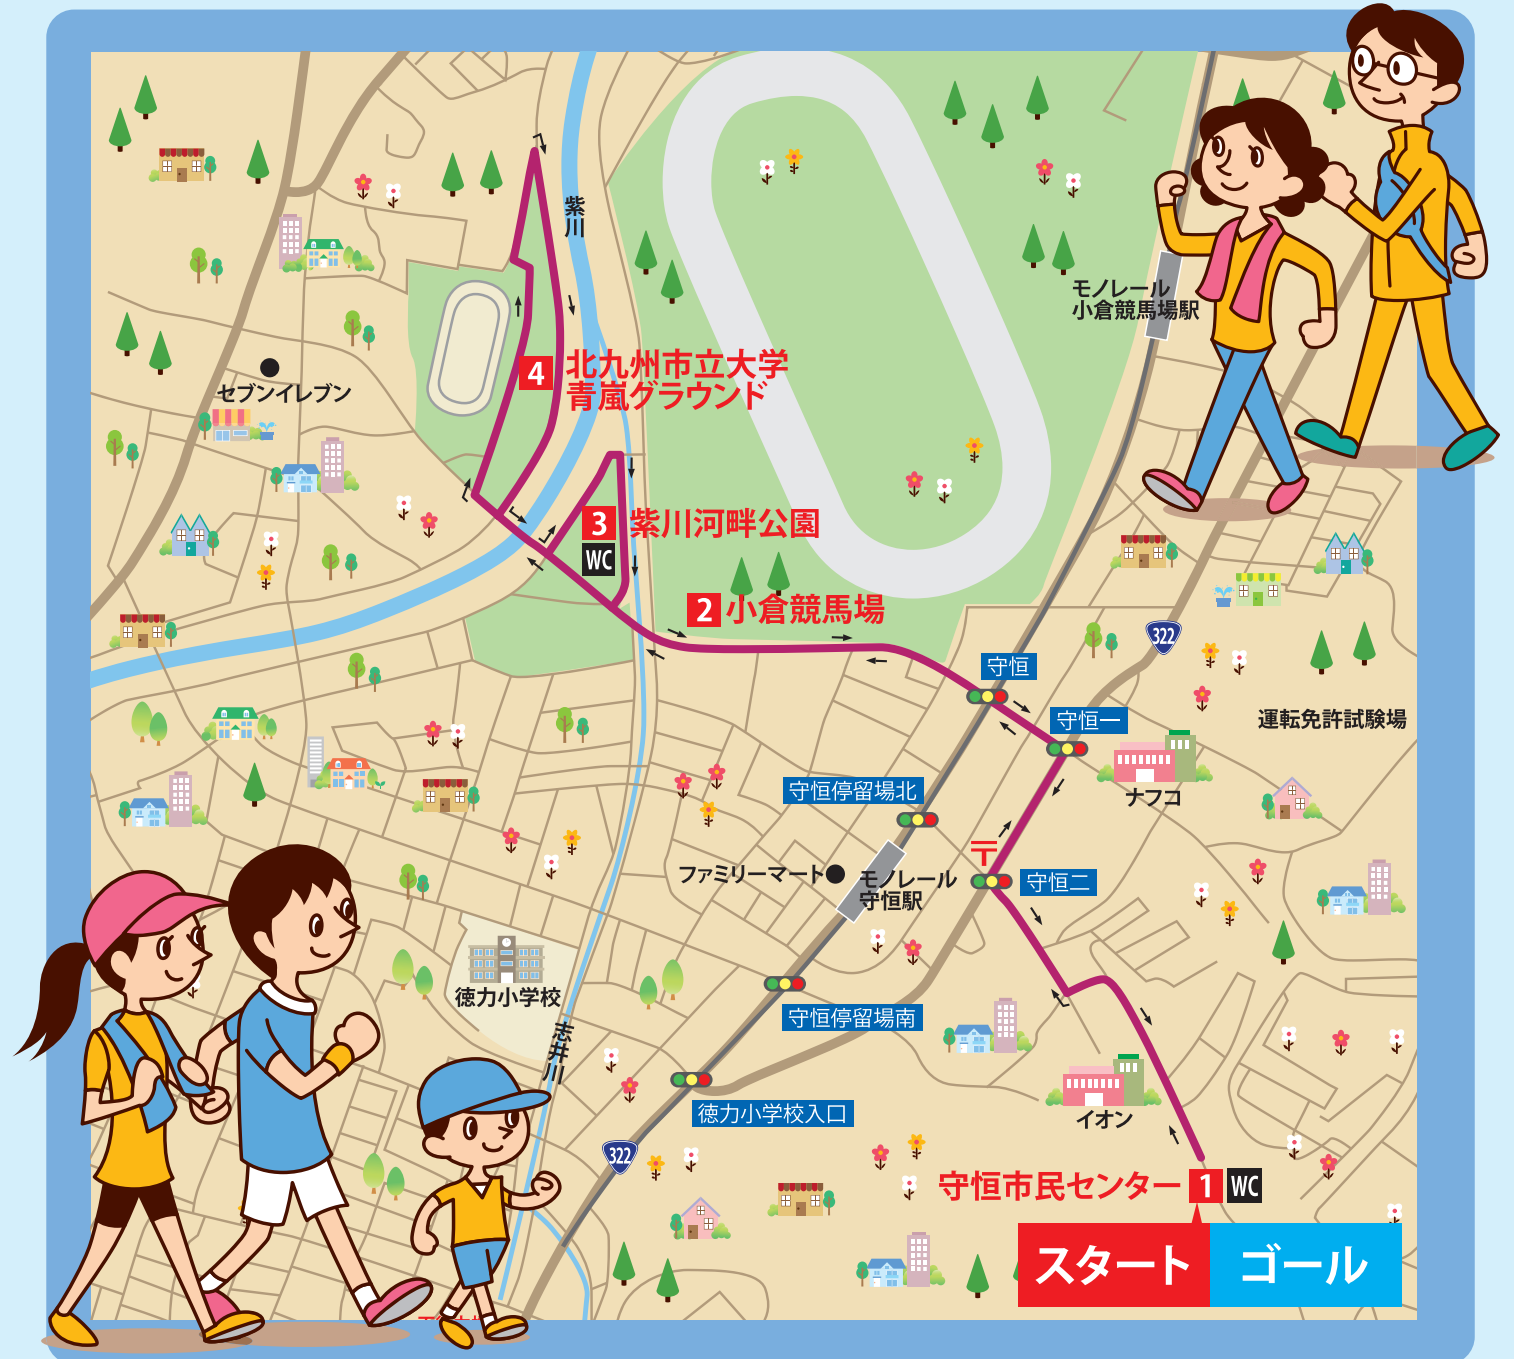 紫川
モノレール
小倉競馬場駅
4 北九州市立大学
青嵐グラウンド
セブンイレブン
3 紫川河畔公園
WC
2 小倉競馬場
322
守恒
守恒一
運転免許試験場
守恒停留場北
ナフコ
〒
ファミリーマート
モノレール
守恒駅
守恒二
徳力小学校
守恒停留場南
志井川
徳力小学校入口
イオン
322
守恒市民センター 1 WC
スタート ゴール